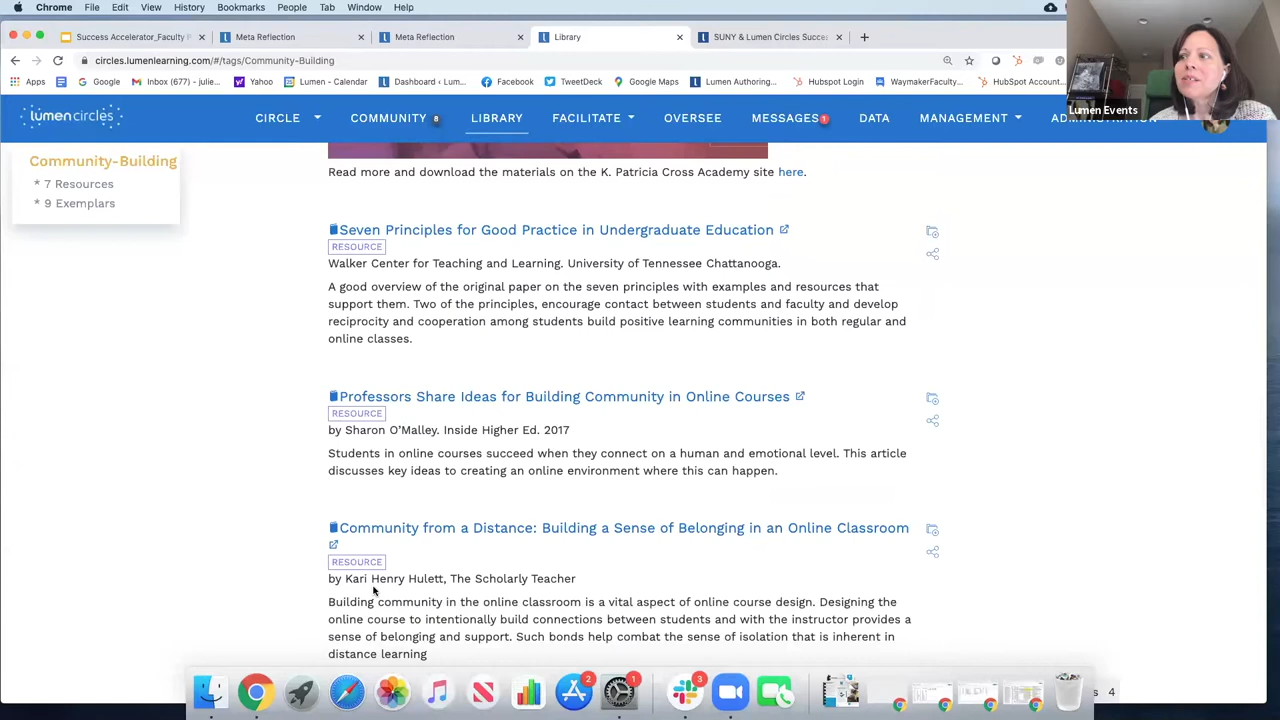 Chrome File Edit View History Bookmarks People Tab Window Help
Success Accelerator_Faculty
Meta Reflection
Meta Reflection
Library
SUNY & Lumen Circles Succes
circles.lumenlearning.com/#/tags/Community-Building
Apps Google Inbox (677) - julie... Yahoo Lumen - Calendar Dashboard ‹ Lum... Facebook TweetDeck Google Maps Lumen Authoring... Hubspot Login WaymakerFaculty... HubSpot Account...
Lumen Events
lumencircles CIRCLE COMMUNITY 8 LIBRARY FACILITATE OVERSEE MESSAGES 1 DATA MANAGEMENT
Community-Building
* 7 Resources
* 9 Exemplars
Read more and download the materials on the K. Patricia Cross Academy site here.
Seven Principles for Good Practice in Undergraduate Education
RESOURCE
Walker Center for Teaching and Learning. University of Tennessee Chattanooga.
A good overview of the original paper on the seven principles with examples and resources that
support them. Two of the principles, encourage contact between students and faculty and develop
reciprocity and cooperation among students build positive learning communities in both regular and
online classes.
Professors Share Ideas for Building Community in Online Courses
RESOURCE
by Sharon O'Malley. Inside Higher Ed. 2017
Students in online courses succeed when they connect on a human and emotional level. This article
discusses key ideas to creating an online environment where this can happen.
Community from a Distance: Building a Sense of Belonging in an Online Classroom
RESOURCE
by Kari Henry Hulett, The Scholarly Teacher
Building community in the online classroom is a vital aspect of online course design. Designing the
online course to intentionally build connections between students and with the instructor provides a
sense of belonging and support. Such bonds help combat the sense of isolation that is inherent in
distance learning
2 1 3
4